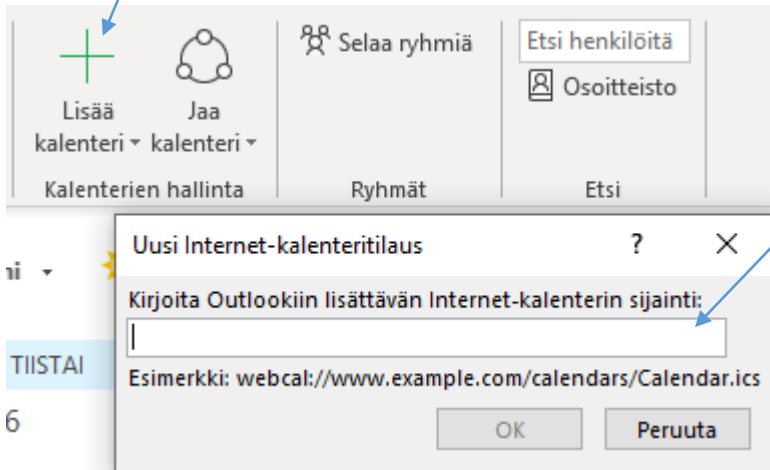 Lisää
kalenteri
Jaa
kalenteri
Kalenterien hallinta
Selaa ryhmiä
Ryhmät
Etsi henkilöitä
Osoitteisto
Etsi
Uusi Internet-kalenteritilaus ? X
Kirjoita Outlookiin lisättävän Internet-kalenterin sijainti:
Esimerkki: webcal://www.example.com/calendars/Calendar.ics
OK Peruuta
ni
TIISTAI
6